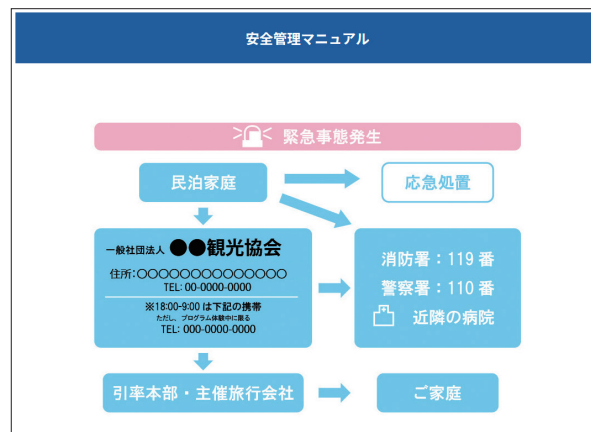 安全管理マニュアル
緊急事態発生
民泊家庭
応急処置
一般社団法人 ●●観光協会
住所:〇〇〇〇〇〇〇〇〇〇〇〇〇〇
TEL: 00-0000-0000
※18:00-9:00 は下記の携帯
ただし、プログラム体験中に限る
TEL: 000-0000-0000
消防署：119 番
警察署：110 番
近隣の病院
引率本部・主催旅行会社
ご家庭